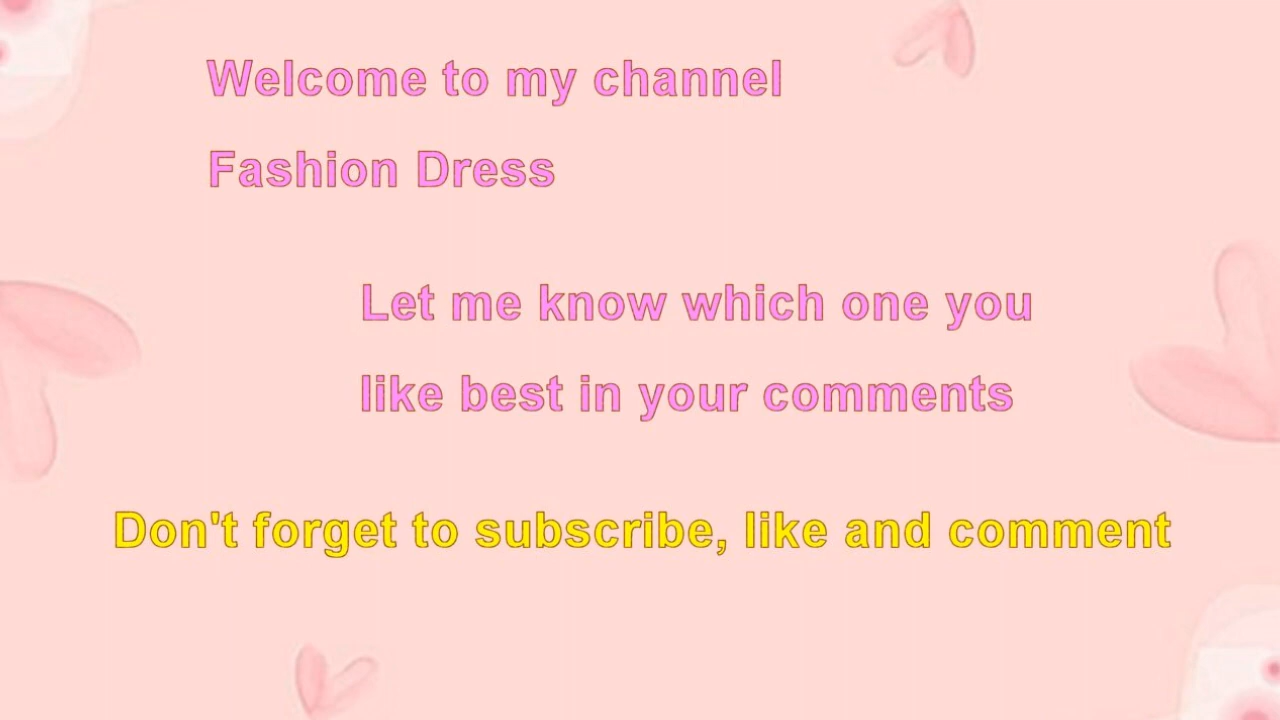 Welcome to my channel
Fashion Dress
Let me know which one you
like best in your comments
Don't forget to subscribe, like and comment